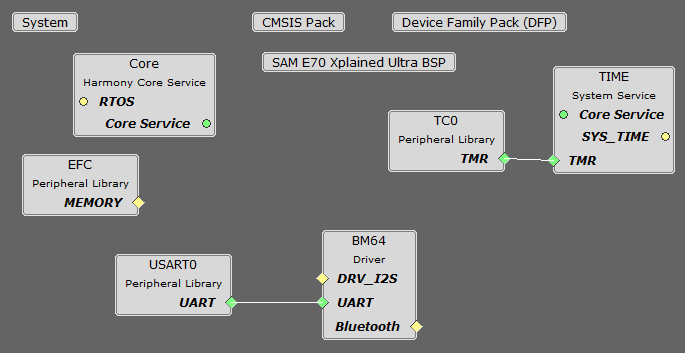 System
CMSIS Pack
Device Family Pack (DFP)
SAM E70 Xplained Ultra BSP
Core
Harmony Core Service
RTOS
Core Service
TIME
System Service
Core Service
SYS_TIME
TMR
TC0
Peripheral Library
TMR
EFC
Peripheral Library
MEMORY
BM64
Driver
DRV_I2S
UART
Bluetooth
USART0
Peripheral Library
UART